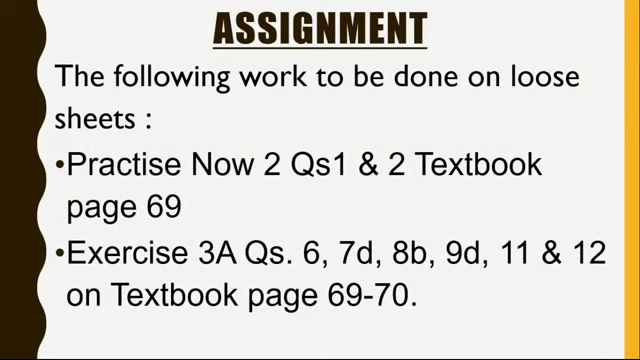 ASSIGNMENT
The following work to be done on loose
sheets :
•Practise Now 2 Qs1 & 2 Textbook
page 69
•Exercise 3A Qs. 6, 7d, 8b, 9d, 11 & 12
on Textbook page 69-70.